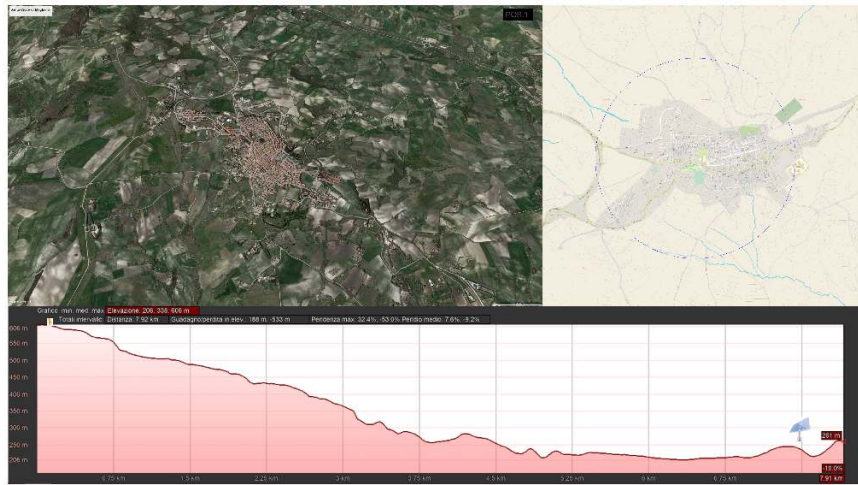 POS.1
Grafico: min, med, max Elevazione: 206, 338, 606 m
Totali intervallo: Distanza: 7.92 km Guadagno/perdita in elev.: 188 m, -533 m Pendenza max: 32.4%, -53.0% Pendio medio: 7.6%, -9.2%
606 m
550 m
500 m
450 m
400 m
350 m
300 m
250 m
206 m
261 m
-18.0%
0.75 km 1.5 km 2.25 km 3 km 3.75 km 4.5 km 5.25 km 6 km 6.75 km 7.91 km